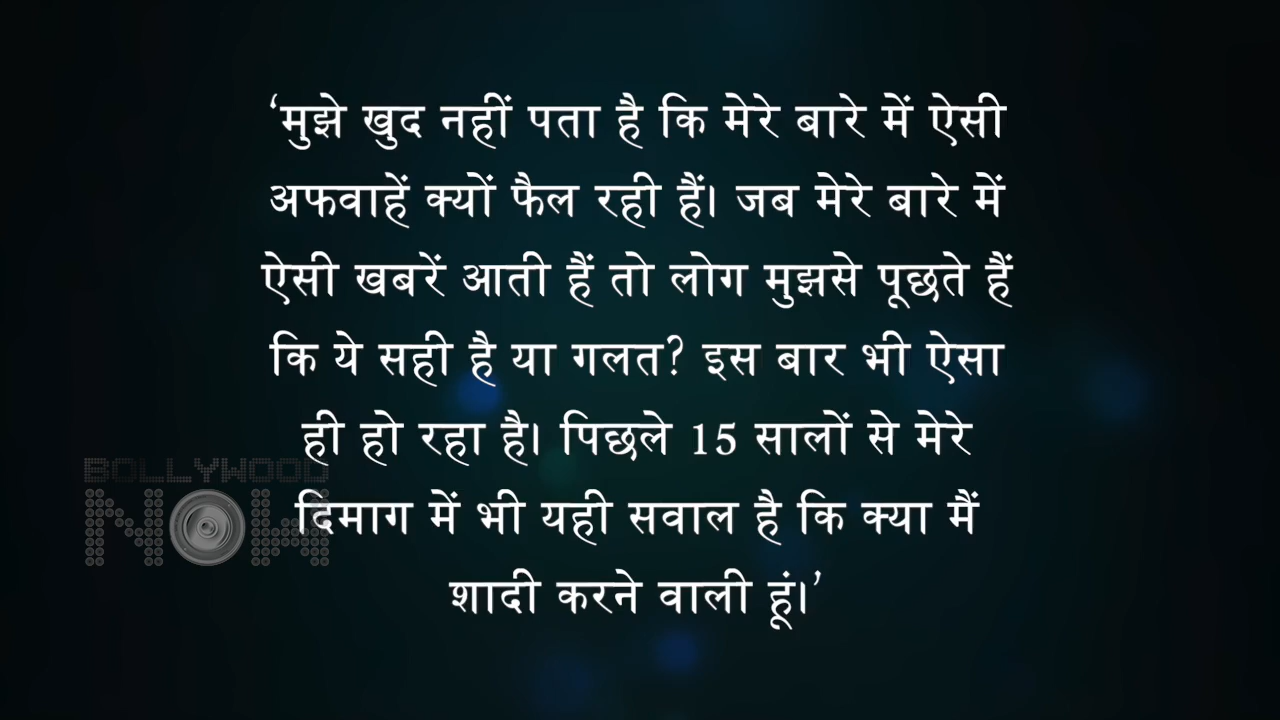 ‘मुझे खुद नहीं पता है कि मेरे बारे में ऐसी
अफवाहें क्यों फैल रही हैं। जब मेरे बारे में
ऐसी खबरें आती हैं तो लोग मुझसे पूछते हैं
कि ये सही है या गलत? इस बार भी ऐसा
ही हो रहा है। पिछले 15 सालों से मेरे
दिमाग में भी यही सवाल है कि क्या मैं
शादी करने वाली हूं।’
BOLLYWOOD
NOW